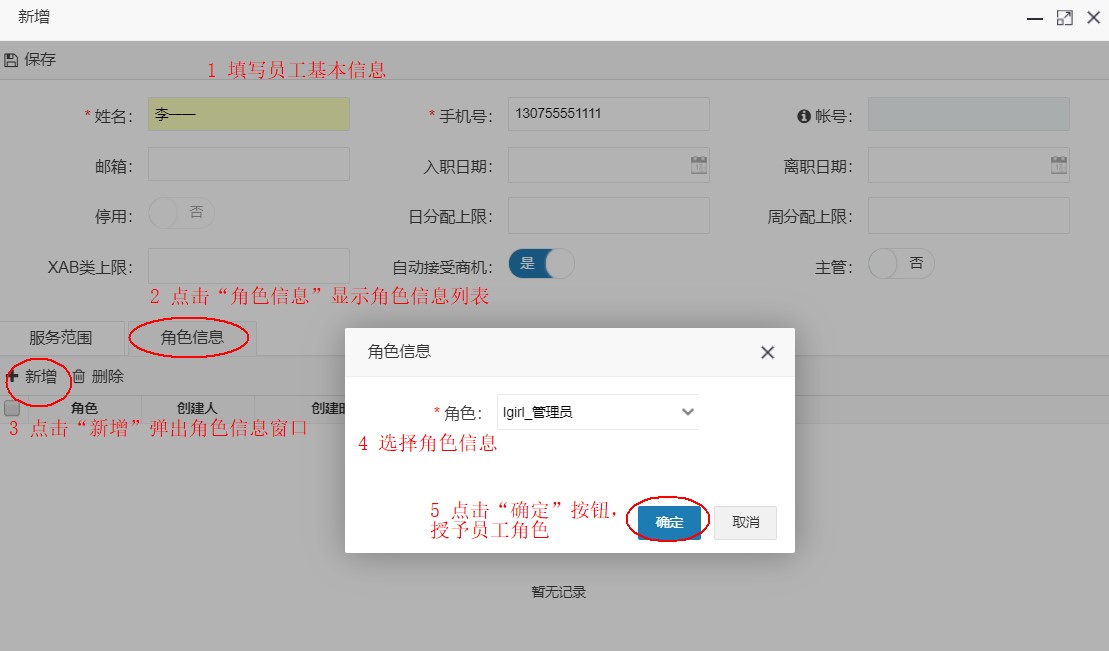 新增
保存
1 填写员工基本信息
* 姓名： 李一一 * 手机号： 130755551111 帐号：
邮箱： 入职日期： 离职日期：
停用： 否 日分配上限： 周分配上限：
XAB类上限： 自动接受商机： 是 主管： 否
2 点击“角色信息”显示角色信息列表
服务范围 角色信息
新增 删除
角色 创建人
3 点击“新增”弹出角色信息窗口
角色信息
* 角色： lgirl_管理员
4 选择角色信息
5 点击“确定”按钮，
授予员工角色
确定 取消
暂无记录